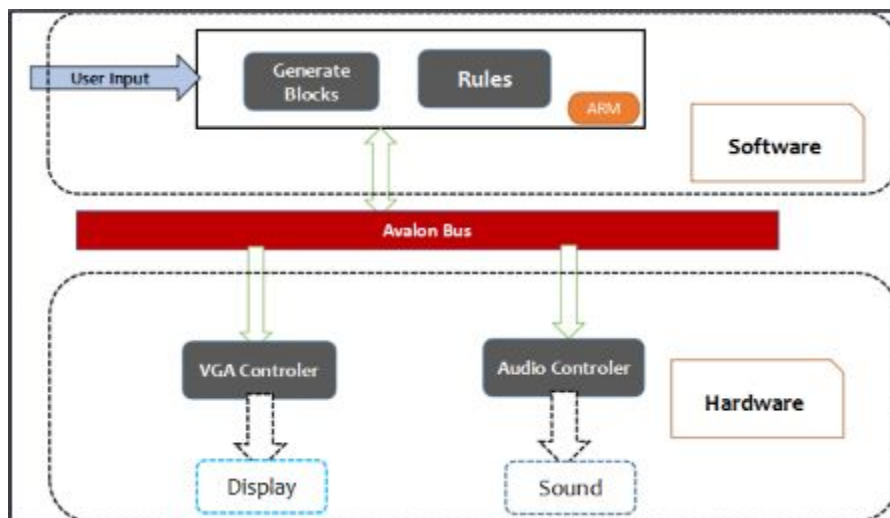 User Input
Generate
Blocks
Rules
ARM
Software
Avalon Bus
VGA Controler
Audio Controler
Hardware
Display
Sound